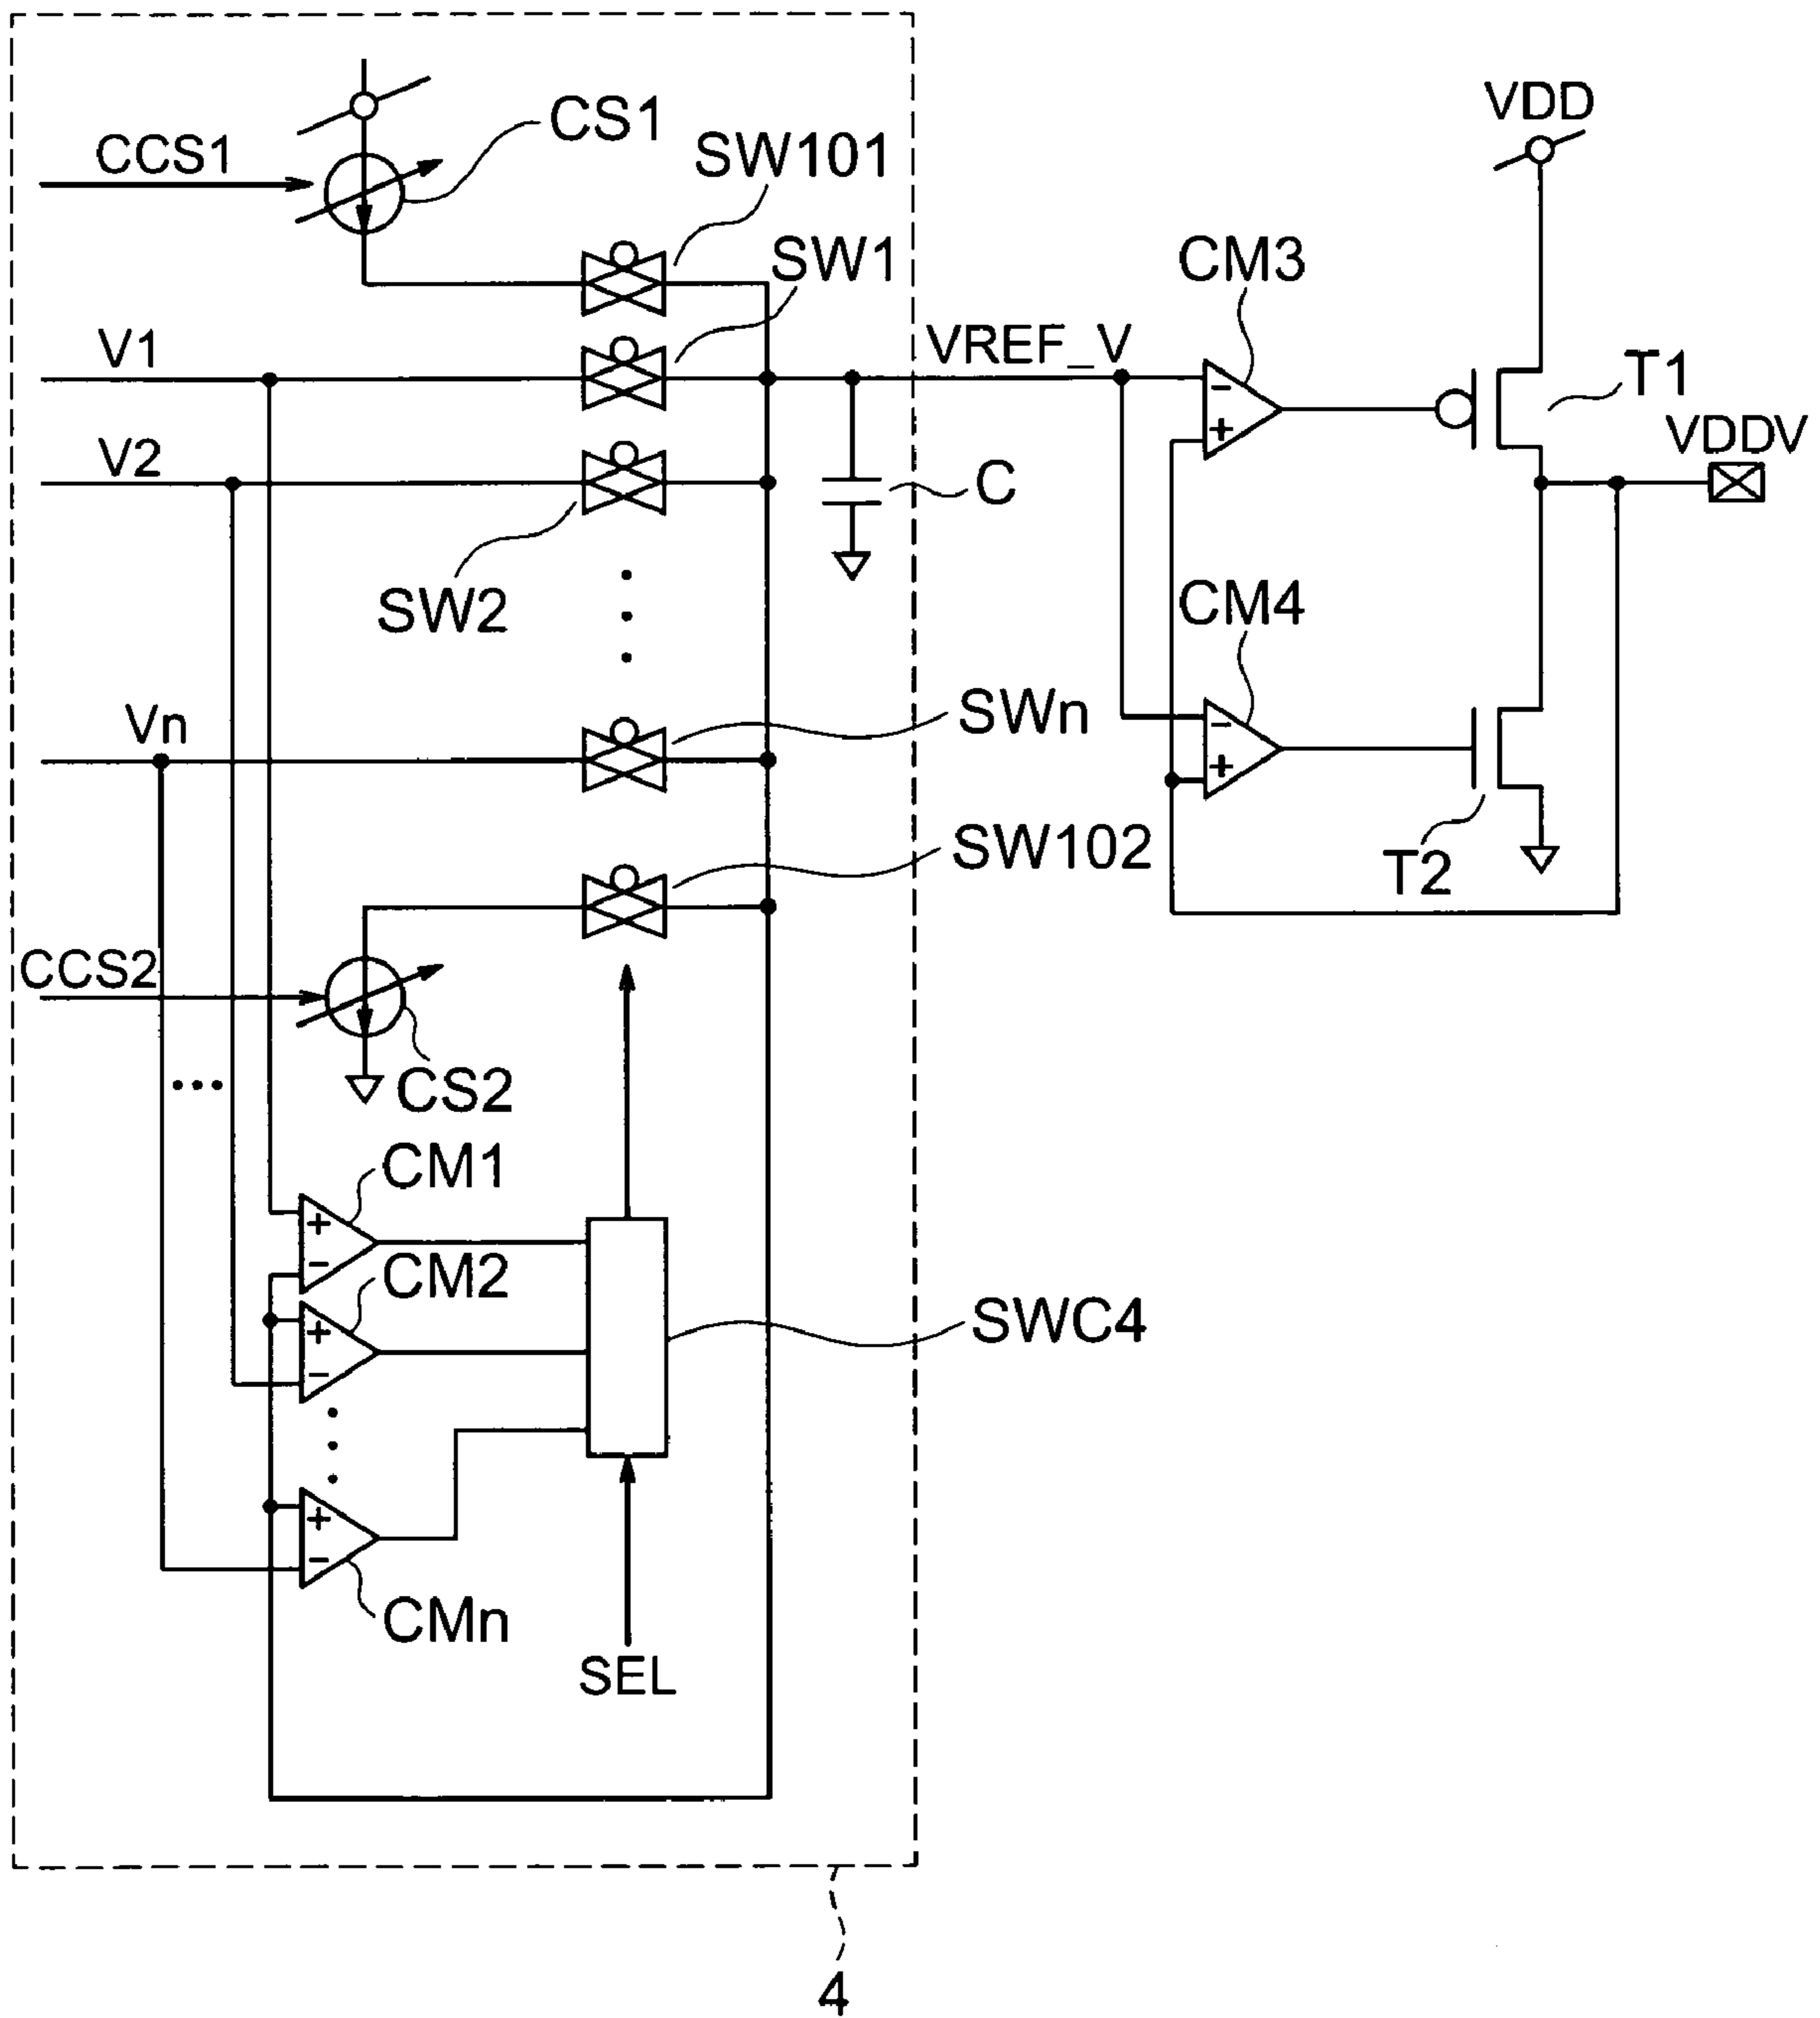 VDD
CS1
CCS1
SW101
SW1
CM3
V1
VREF_V
T1
VDDV
V2
C
SW2
CM4
Vn
SWn
SW102
T2
CCS2
CS2
CM1
+
−
CM2
+
−
SWC4
+
−
CMn
SEL
−
+
−
+
4